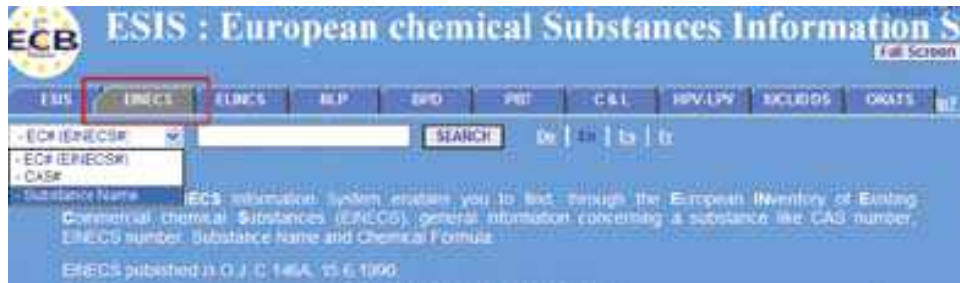 ECB
ESIS : European chemical Substances Information S
Full Screen
ESIS EINECS ELINCS NLP BPD PBT C & L HPV-LPV IUCLIDDS ORATS
- EC# (EINECS#) SEARCH De | En | Es | Fr
- EC# (EINECS#)
- CAS#
- Substance Name
ECS information System enables you to find, through the European INventory of Existing
Commercial chemical Substances (EINECS), general information concerning a substance like CAS number,
EINECS number, Substance Name and Chemical Formula.
EINECS published in O.J. C 146A, 15.6.1990.